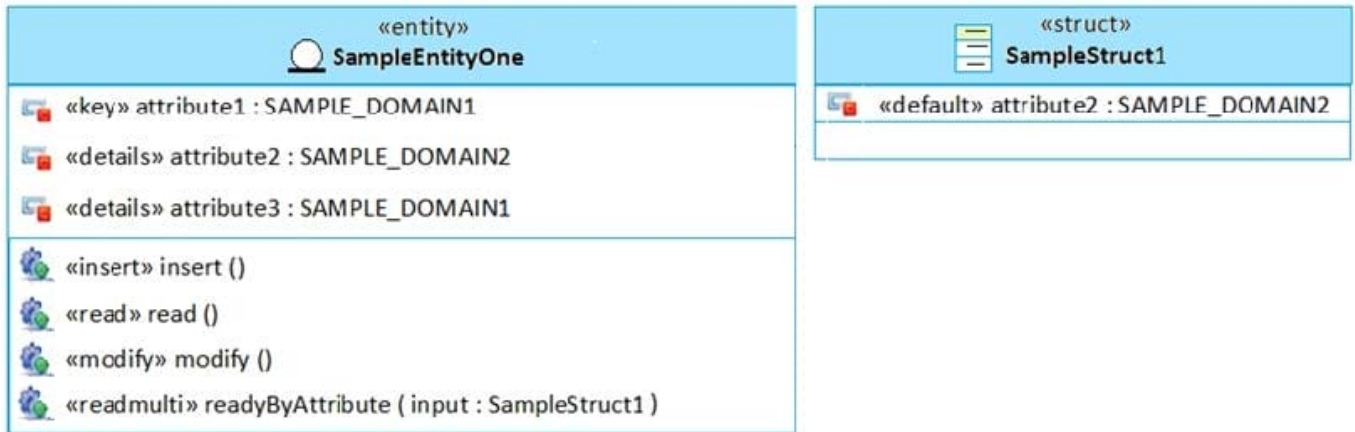 «entity»
SampleEntityOne
«key» attribute1 : SAMPLE_DOMAIN1
«details» attribute2 : SAMPLE_DOMAIN2
«details» attribute3 : SAMPLE_DOMAIN1
«insert» insert ()
«read» read ()
«modify» modify ()
«readmulti» readyByAttribute ( input : SampleStruct1 )
«struct»
SampleStruct1
«default» attribute2 : SAMPLE_DOMAIN2